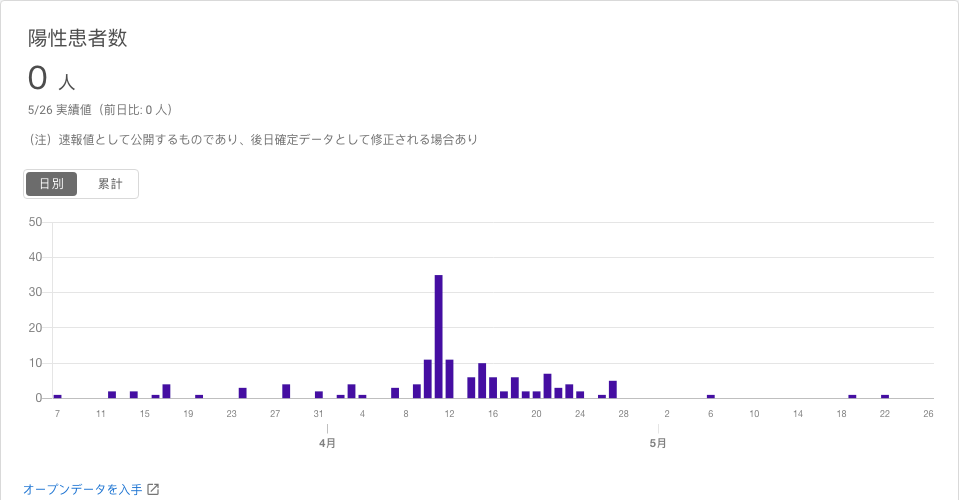 陽性患者数
0 人
5/26 実績値（前日比: 0 人）
（注）速報値として公開するものであり、後日確定データとして修正される場合あり
日別 累計
50
40
30
20
10
0
7 11 15 19 23 27 31 4 8 12 16 20 24 28 2 6 10 14 18 22 26
4月 5月
オープンデータを入手